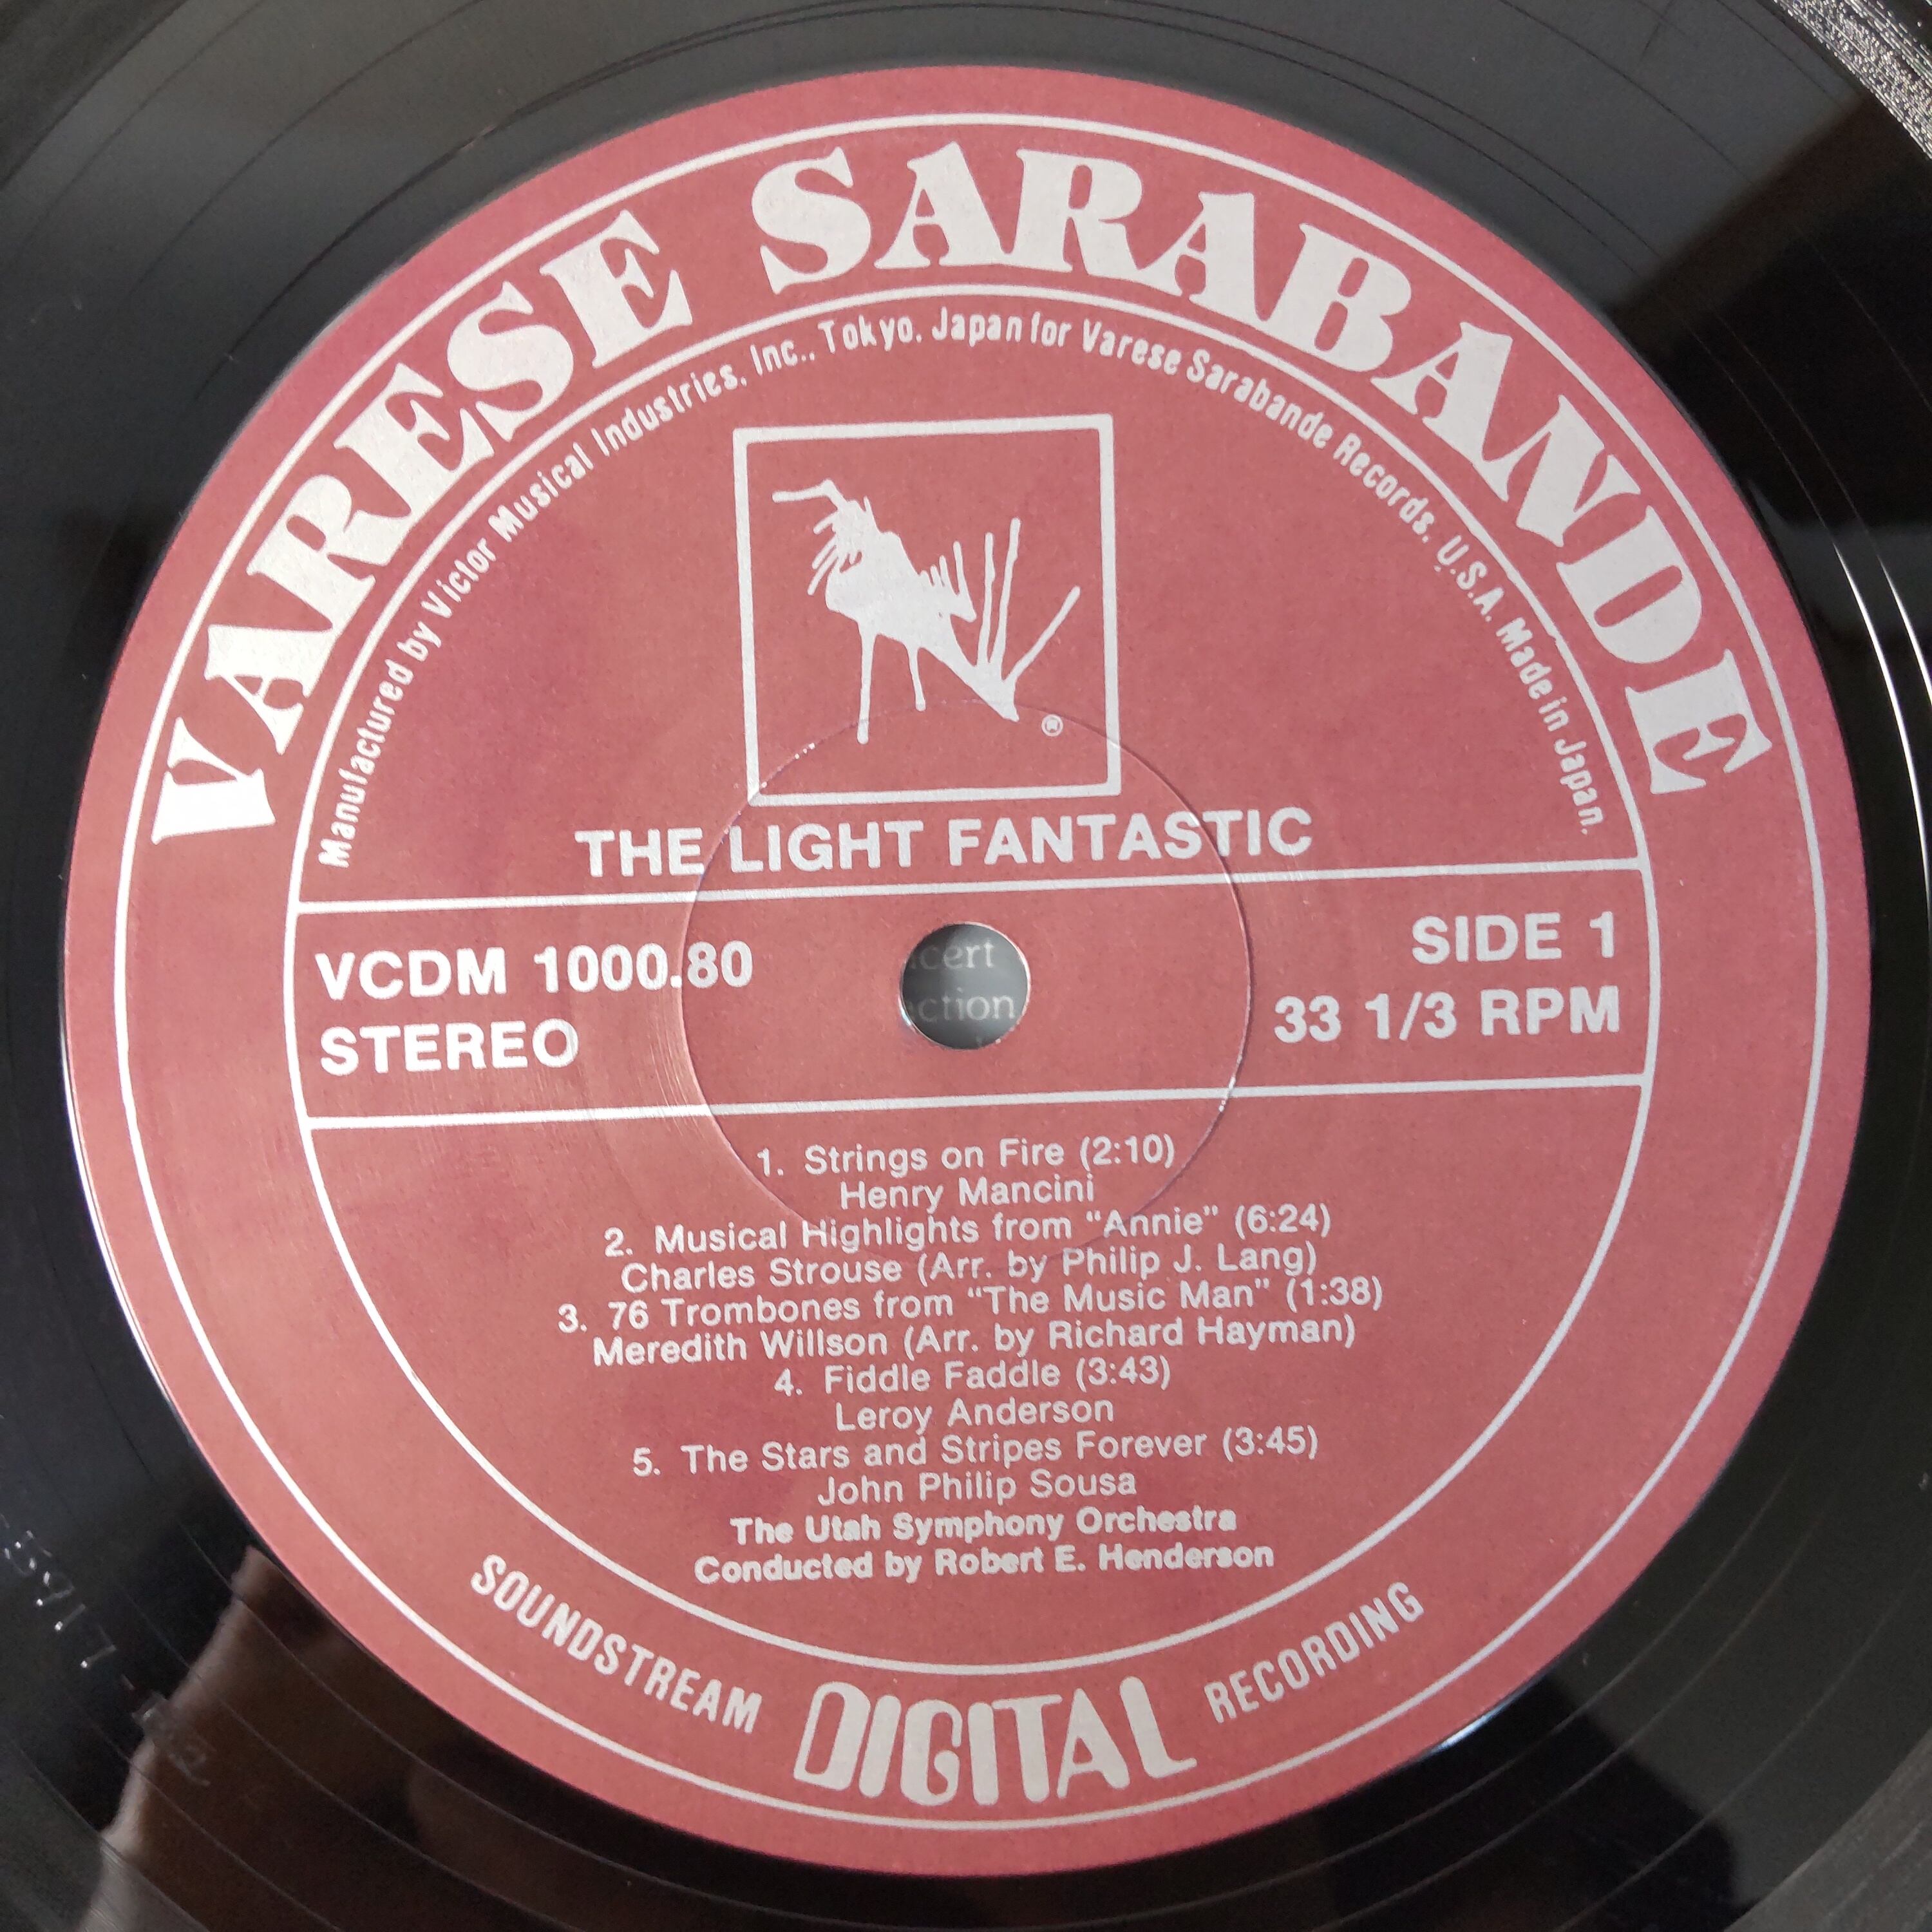 VARESE SARABANDE
Manufactured by Victor Musical Industries, Inc., Tokyo, Japan for Varese Sarabande Records, U.S.A. Made in Japan.
®
THE LIGHT FANTASTIC
VCDM 1000.80
STEREO
SIDE 1
33 1/3 RPM
1. Strings on Fire (2:10)
Henry Mancini
2. Musical Highlights from “Annie” (6:24)
Charles Strouse (Arr. by Philip J. Lang)
3. 76 Trombones from “The Music Man” (1:38)
Meredith Willson (Arr. by Richard Hayman)
4. Fiddle Faddle (3:43)
Leroy Anderson
5. The Stars and Stripes Forever (3:45)
John Philip Sousa
The Utah Symphony Orchestra
Conducted by Robert E. Henderson
SOUNDSTREAM DIGITAL RECORDING